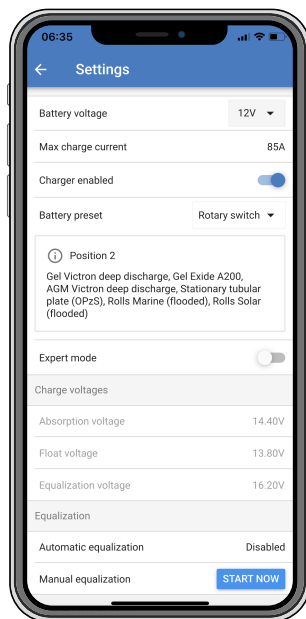 06:35
Settings
Battery voltage 12V
Max charge current 85A
Charger enabled
Battery preset Rotary switch
Position 2
Gel Victron deep discharge, Gel Exide A200,
AGM Victron deep discharge, Stationary tubular
plate (OPzS), Rolls Marine (flooded), Rolls Solar
(flooded)
Expert mode
Charge voltages
Absorption voltage 14.40V
Float voltage 13.80V
Equalization voltage 16.20V
Equalization
Automatic equalization Disabled
Manual equalization START NOW